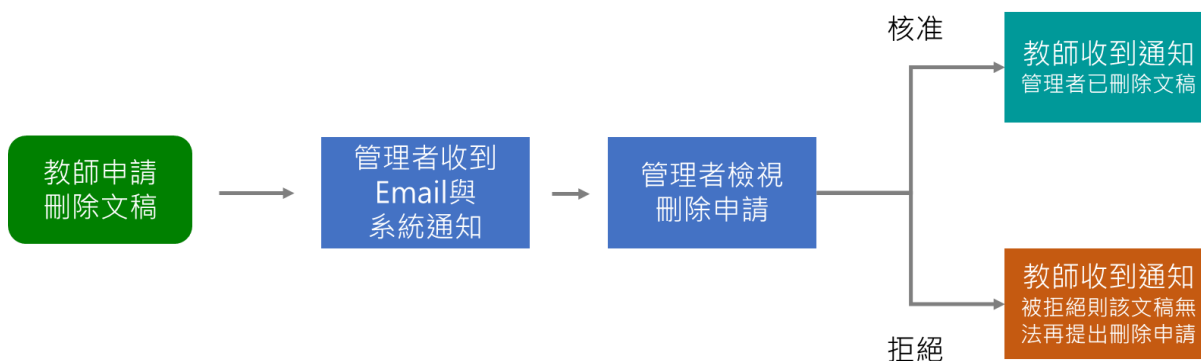 教師申請
刪除文稿
管理者收到
Email與
系統通知
管理者檢視
刪除申請
核准
教師收到通知
管理者已刪除文稿
拒絕
教師收到通知
被拒絕則該文稿無
法再提出刪除申請